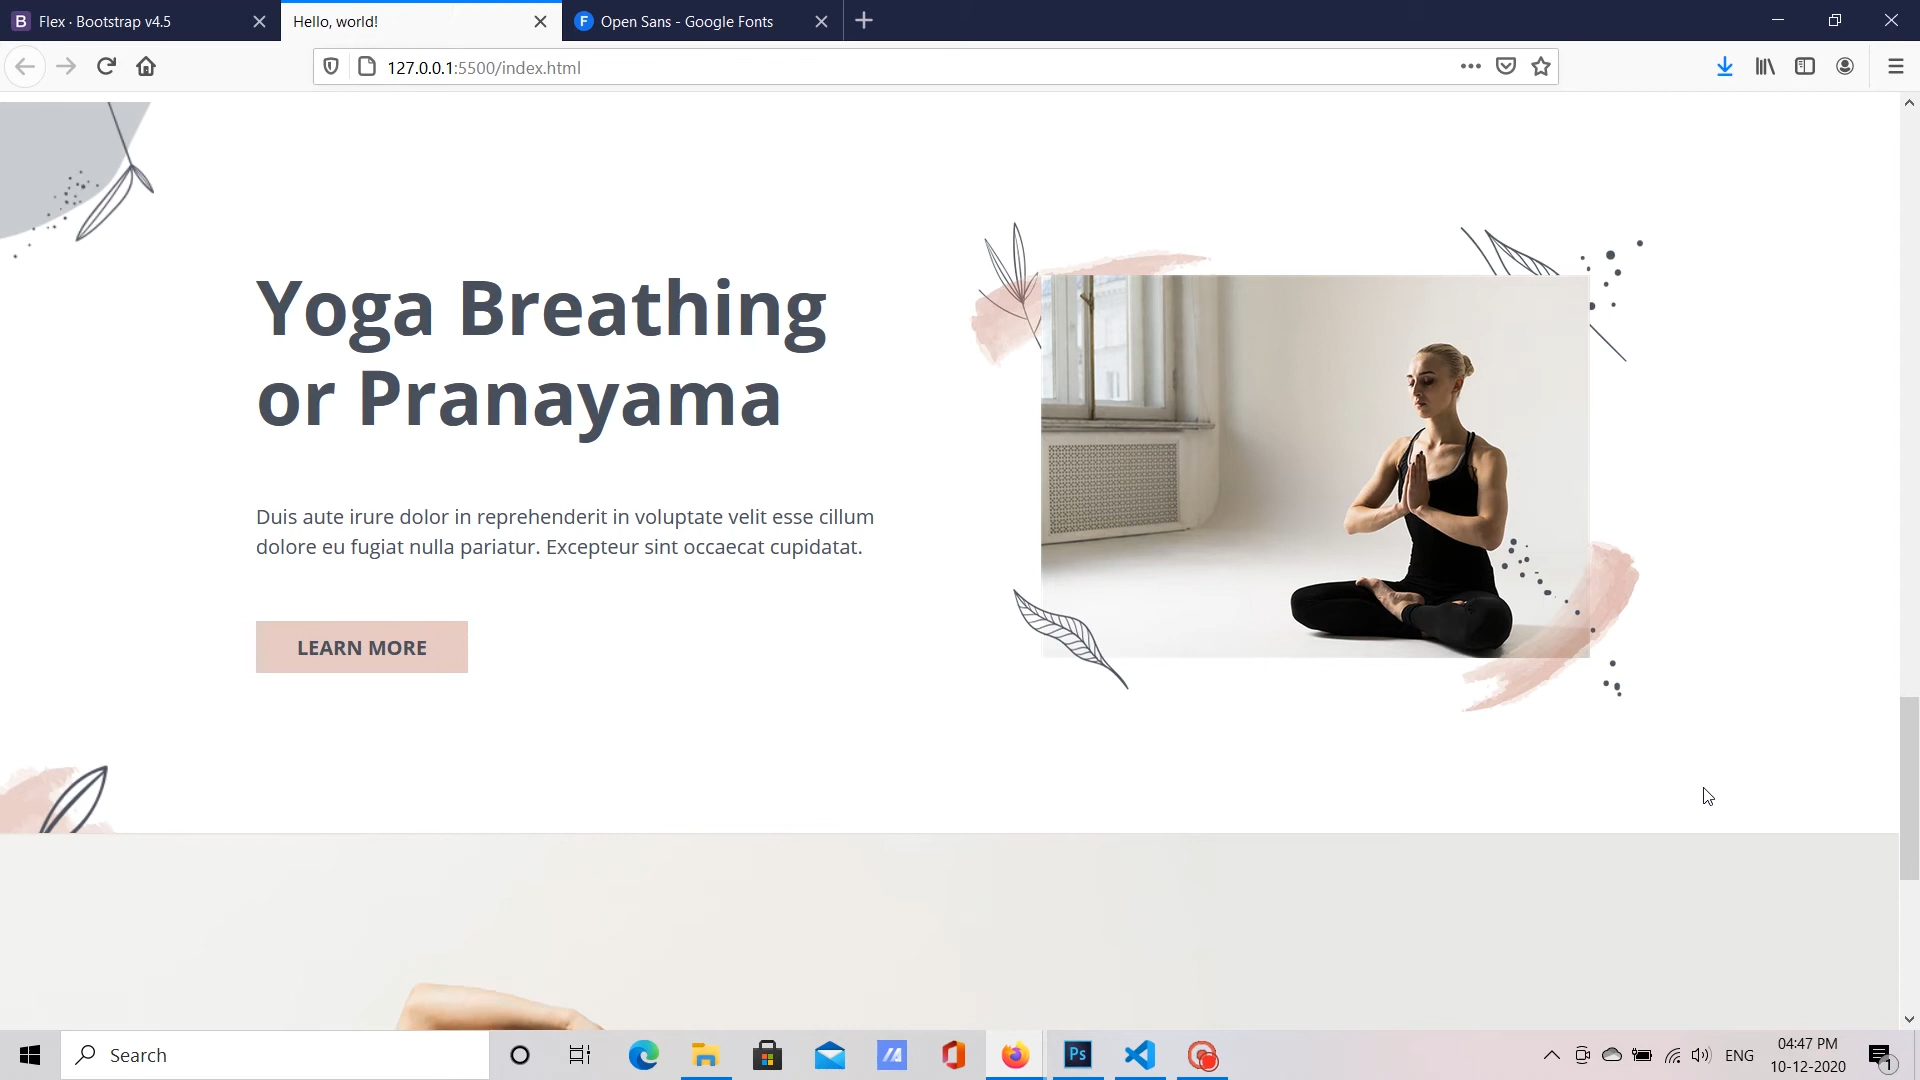 B Flex · Bootstrap v4.5
Hello, world!
F Open Sans - Google Fonts
127.0.0.1:5500/index.html
Yoga Breathing
or Pranayama
Duis aute irure dolor in reprehenderit in voluptate velit esse cillum
dolore eu fugiat nulla pariatur. Excepteur sint occaecat cupidatat.
LEARN MORE
Search
Ps
ENG
04:47 PM
10-12-2020
1